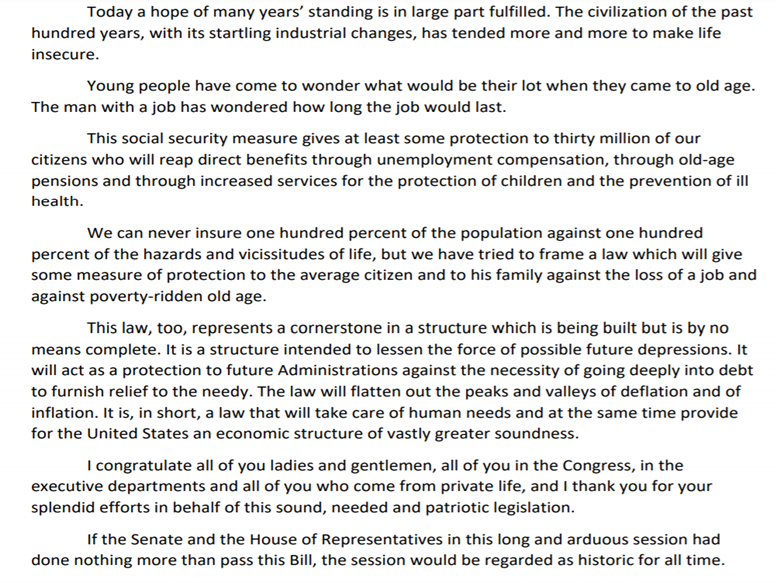 Today a hope of many years’ standing is in large part fulfilled. The civilization of the past
hundred years, with its startling industrial changes, has tended more and more to make life
insecure.
Young people have come to wonder what would be their lot when they came to old age.
The man with a job has wondered how long the job would last.
This social security measure gives at least some protection to thirty million of our
citizens who will reap direct benefits through unemployment compensation, through old-age
pensions and through increased services for the protection of children and the prevention of ill
health.
We can never insure one hundred percent of the population against one hundred
percent of the hazards and vicissitudes of life, but we have tried to frame a law which will give
some measure of protection to the average citizen and to his family against the loss of a job and
against poverty-ridden old age.
This law, too, represents a cornerstone in a structure which is being built but is by no
means complete. It is a structure intended to lessen the force of possible future depressions. It
will act as a protection to future Administrations against the necessity of going deeply into debt
to furnish relief to the needy. The law will flatten out the peaks and valleys of deflation and of
inflation. It is, in short, a law that will take care of human needs and at the same time provide
for the United States an economic structure of vastly greater soundness.
I congratulate all of you ladies and gentlemen, all of you in the Congress, in the
executive departments and all of you who come from private life, and I thank you for your
splendid efforts in behalf of this sound, needed and patriotic legislation.
If the Senate and the House of Representatives in this long and arduous session had
done nothing more than pass this Bill, the session would be regarded as historic for all time.